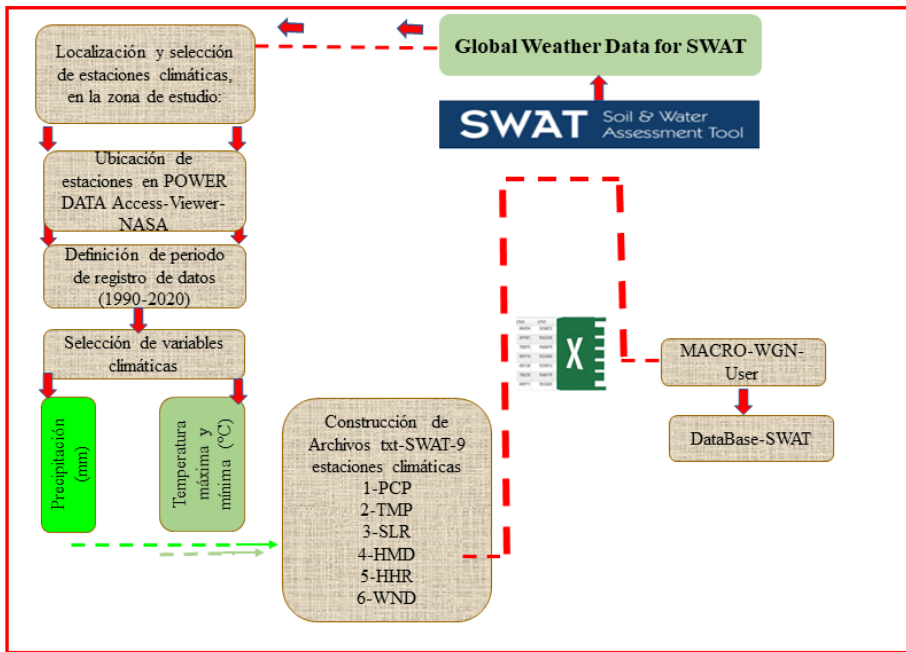 Localización y selección
de estaciones climáticas,
en la zona de estudio:
Global Weather Data for SWAT
SWAT Soil & Water
Assessment Tool
Ubicación de
estaciones en POWER
DATA Access-Viewer-
NASA
Definición de periodo
de registro de datos
(1990-2020)
Selección de variables
climáticas
Precipitación
(mm)
Temperatura
máxima y
mínima (°C)
Construcción de
Archivos txt-SWAT-9
estaciones climáticas
1-PCP
2-TMP
3-SLR
4-HMD
5-HHR
6-WND
X
MACRO-WGN-
User
DataBase-SWAT